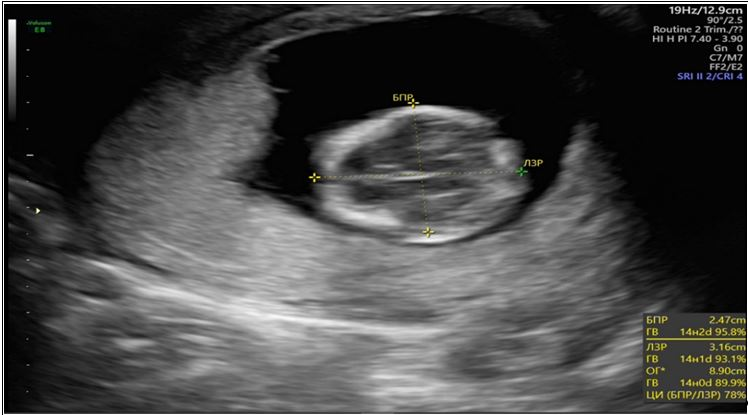 Voluson
E8
19Hz/12.9cm
90°/2.5
Routine 2 Trim./??
HI H PI 7.40 - 3.90
Gn 0
C7/M7
FF2/E2
SRI II 2/CRI 4
БПР
ЛЗР
БПР 2.47cm
ГВ 14н2d 95.8%
ЛЗР 3.16cm
ГВ 14н1d 93.1%
ОГ* 8.90cm
ГВ 14н0d 89.9%
ЦИ (БПР/ЛЗР) 78%